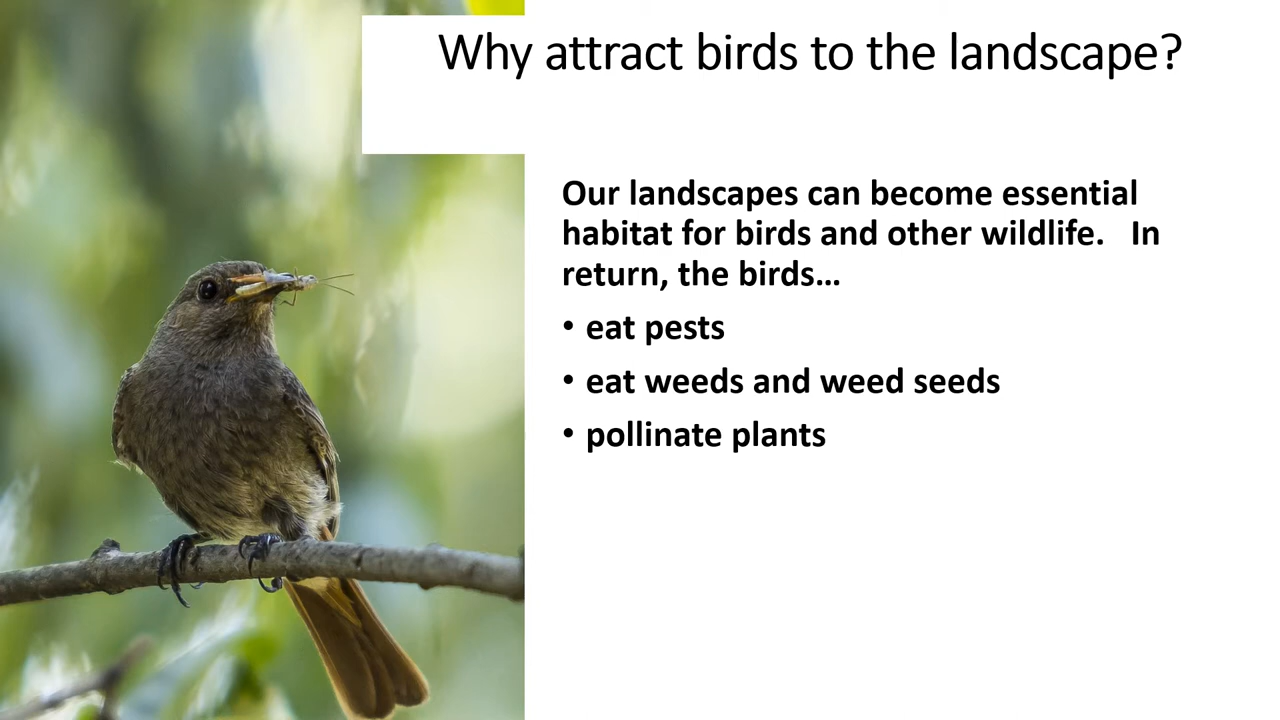 Why attract birds to the landscape?
Our landscapes can become essential
habitat for birds and other wildlife.   In
return, the birds…
• eat pests
• eat weeds and weed seeds
• pollinate plants